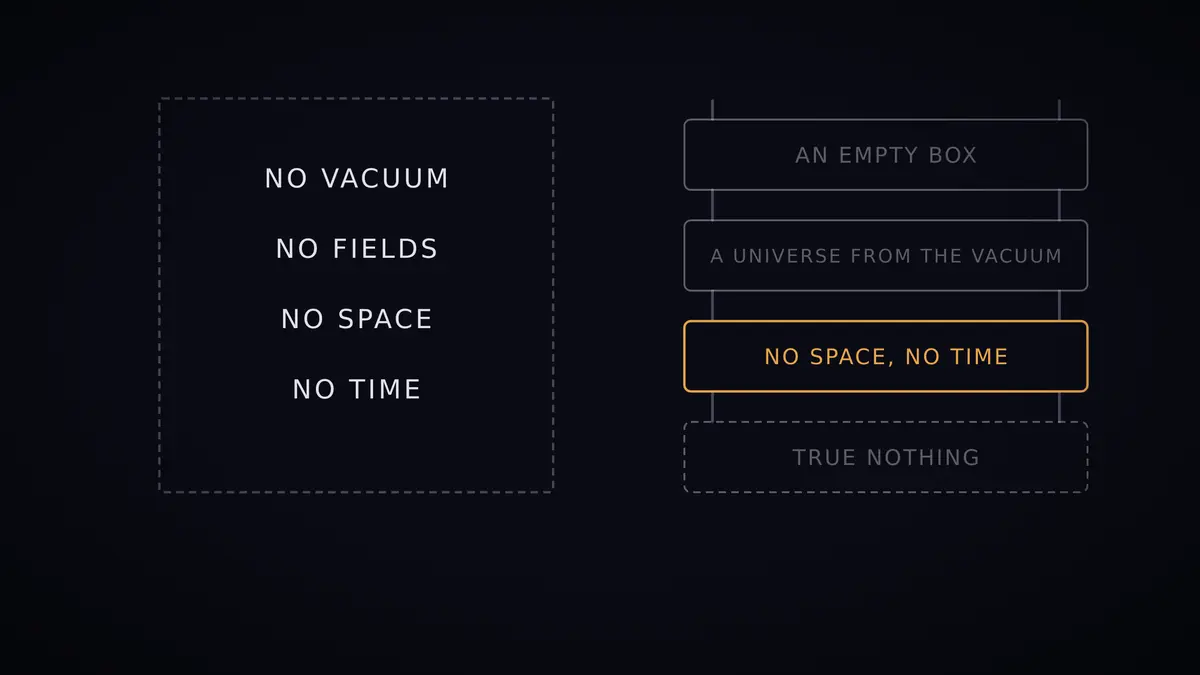 NO VACUUM
NO FIELDS
NO SPACE
NO TIME
AN EMPTY BOX
A UNIVERSE FROM THE VACUUM
NO SPACE, NO TIME
TRUE NOTHING